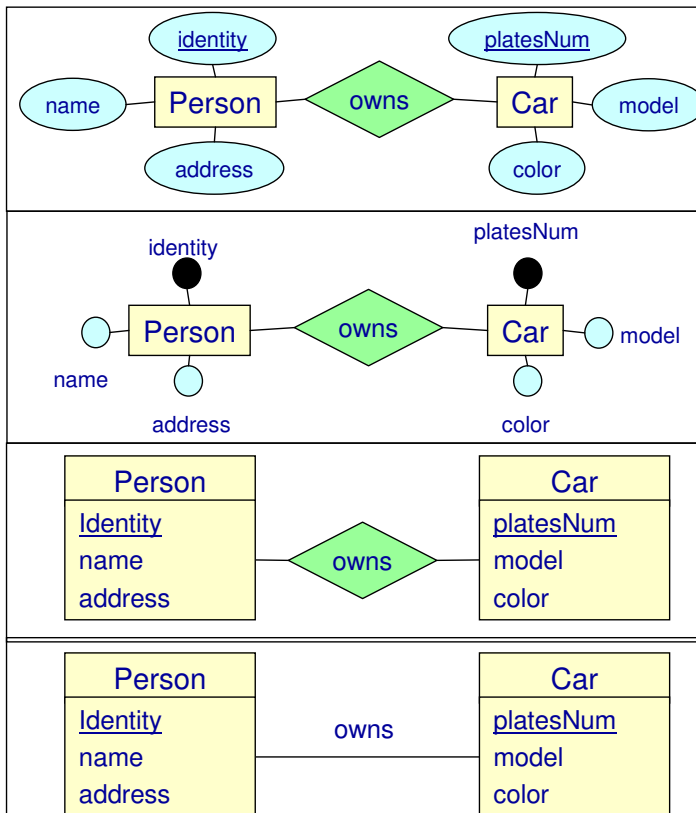 identity platesNum
name Person owns Car model
address color
identity platesNum
Person owns Car model
name
address color
Person Car
Identity platesNum
name owns model
address color
Person Car
Identity owns platesNum
name model
address color